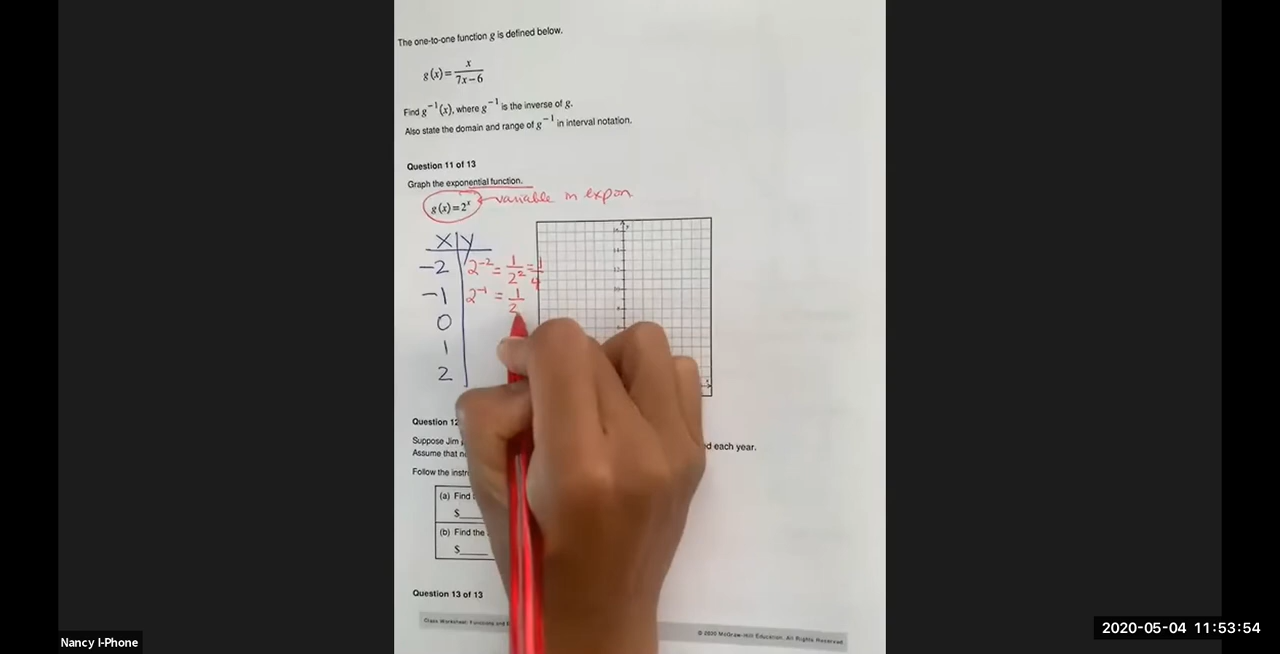 The one-to-one function g is defined below.
g(x) = x / (7x − 6)
Find g⁻¹(x), where g⁻¹ is the inverse of g.
Also state the domain and range of g⁻¹ in interval notation.
Question 11 of 13
Graph the exponential function.
g(x) = 2ˣ variable in expon
X Y
−2 2⁻² = 1/2² = 1/4
−1 2⁻¹ = 1/2
0
1
2
Question 12
Suppose Jim d each year.
Assume that
Follow the
(a) Find
$
(b) Find the
$
Question 13 of 13
Class Worksheet: Functions and
© 2020 McGraw-Hill Education. All Rights Reserved.
Nancy I-Phone
2020-05-04 11:53:54